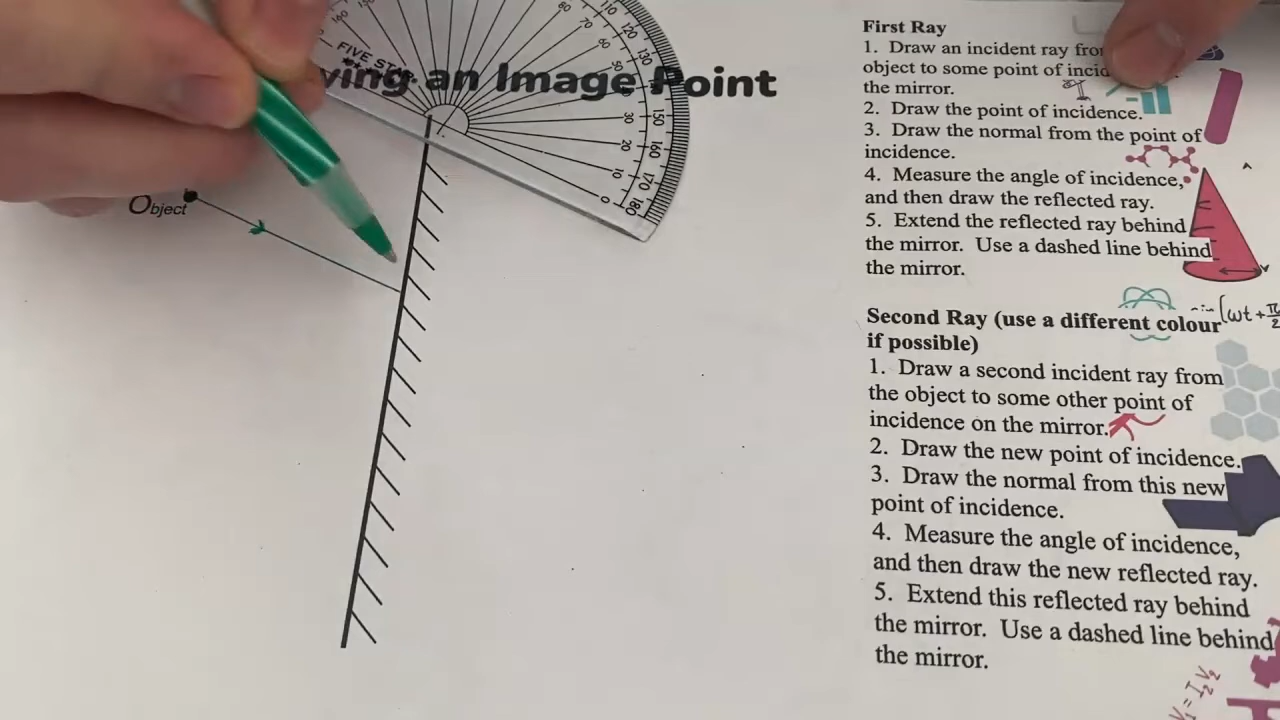 FIVE
an Image Point
Object
First Ray
1. Draw an incident ray
object to some point of
the mirror.
2. Draw the point of incidence.
3. Draw the normal from the point of
incidence.
4. Measure the angle of incidence,
and then draw the reflected ray.
5. Extend the reflected ray behind
the mirror. Use a dashed line behind
the mirror.
(ωt + π/2
Second Ray (use a different colour
if possible)
1. Draw a second incident ray from
the object to some other point of
incidence on the mirror.
2. Draw the new point of incidence.
3. Draw the normal from this new
point of incidence.
4. Measure the angle of incidence,
and then draw the new reflected ray.
5. Extend this reflected ray behind
the mirror. Use a dashed line behind
the mirror.